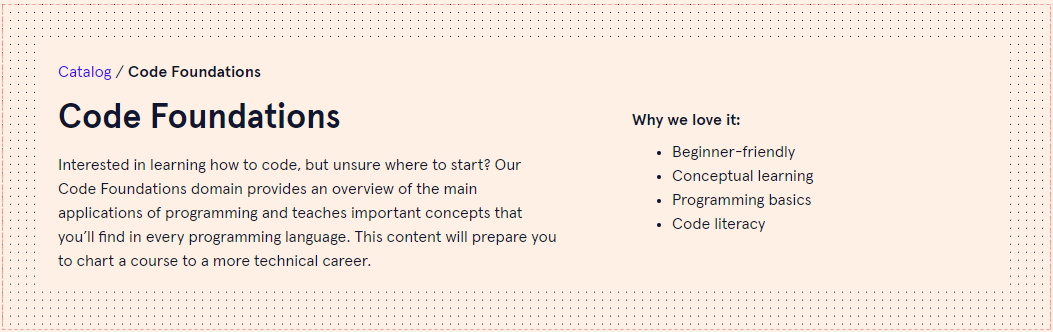 Catalog / Code Foundations
Code Foundations
Interested in learning how to code, but unsure where to start? Our
Code Foundations domain provides an overview of the main
applications of programming and teaches important concepts that
you’ll find in every programming language. This content will prepare you
to chart a course to a more technical career.
Why we love it:
• Beginner-friendly
• Conceptual learning
• Programming basics
• Code literacy